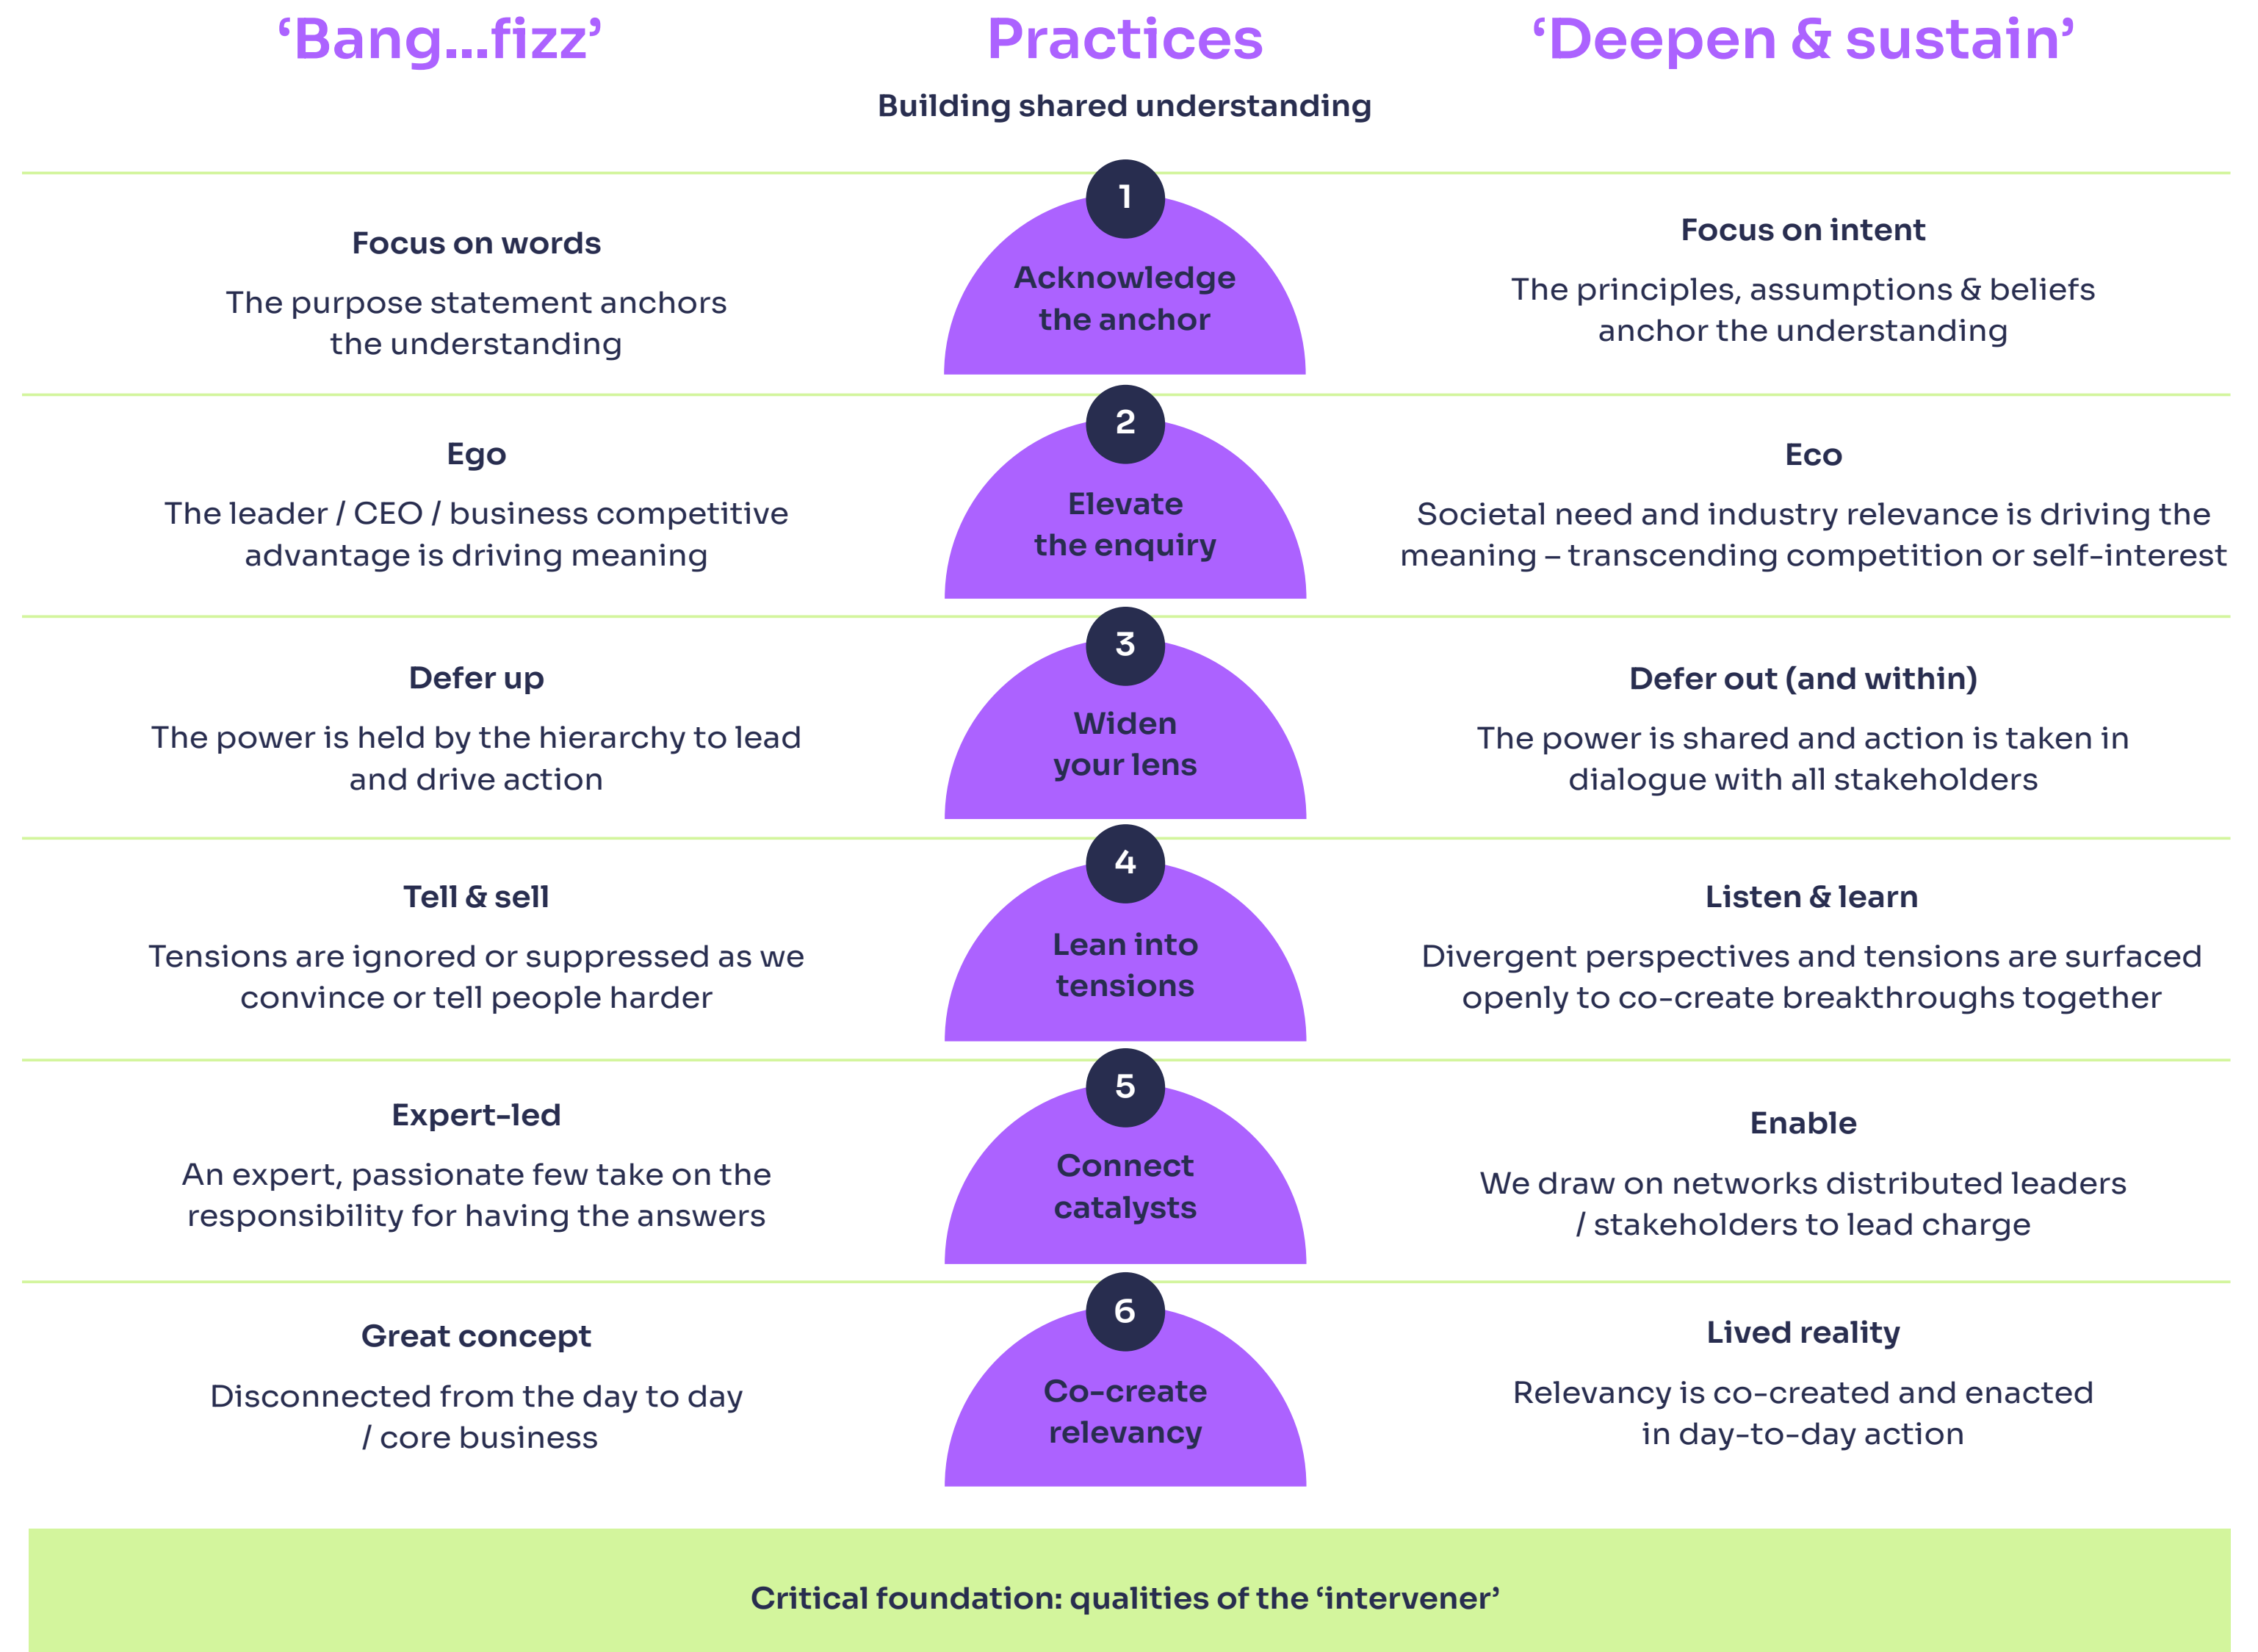 ‘Bang...fizz’
Practices
‘Deepen & sustain’
Building shared understanding
Focus on words
The purpose statement anchors
the understanding
1
Acknowledge
the anchor
Focus on intent
The principles, assumptions & beliefs
anchor the understanding
Ego
The leader / CEO / business competitive
advantage is driving meaning
2
Elevate
the enquiry
Eco
Societal need and industry relevance is driving the
meaning – transcending competition or self-interest
Defer up
The power is held by the hierarchy to lead
and drive action
3
Widen
your lens
Defer out (and within)
The power is shared and action is taken in
dialogue with all stakeholders
Tell & sell
Tensions are ignored or suppressed as we
convince or tell people harder
4
Lean into
tensions
Listen & learn
Divergent perspectives and tensions are surfaced
openly to co-create breakthroughs together
Expert-led
An expert, passionate few take on the
responsibility for having the answers
5
Connect
catalysts
Enable
We draw on networks distributed leaders
/ stakeholders to lead charge
Great concept
Disconnected from the day to day
/ core business
6
Co-create
relevancy
Lived reality
Relevancy is co-created and enacted
in day-to-day action
Critical foundation: qualities of the ‘intervener’